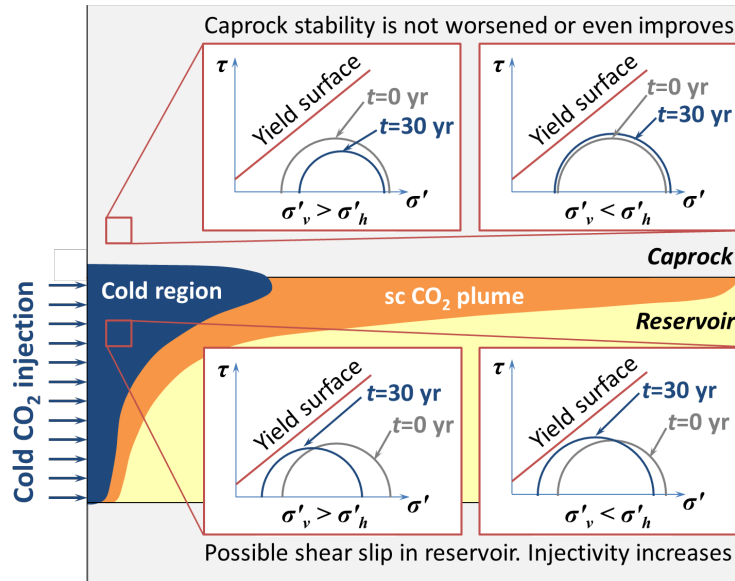 Caprock stability is not worsened or even improves
τ
Yield surface
t=0 yr
t=30 yr
σ'v > σ'h
σ'
τ
Yield surface
t=0 yr
t=30 yr
σ'v < σ'h
σ'
Caprock
Cold region
sc CO2 plume
Reservoir
Cold CO2 injection
τ
Yield surface
t=30 yr
t=0 yr
σ'v > σ'h
σ'
τ
Yield surface
t=30 yr
t=0 yr
σ'v < σ'h
σ'
Possible shear slip in reservoir. Injectivity increases